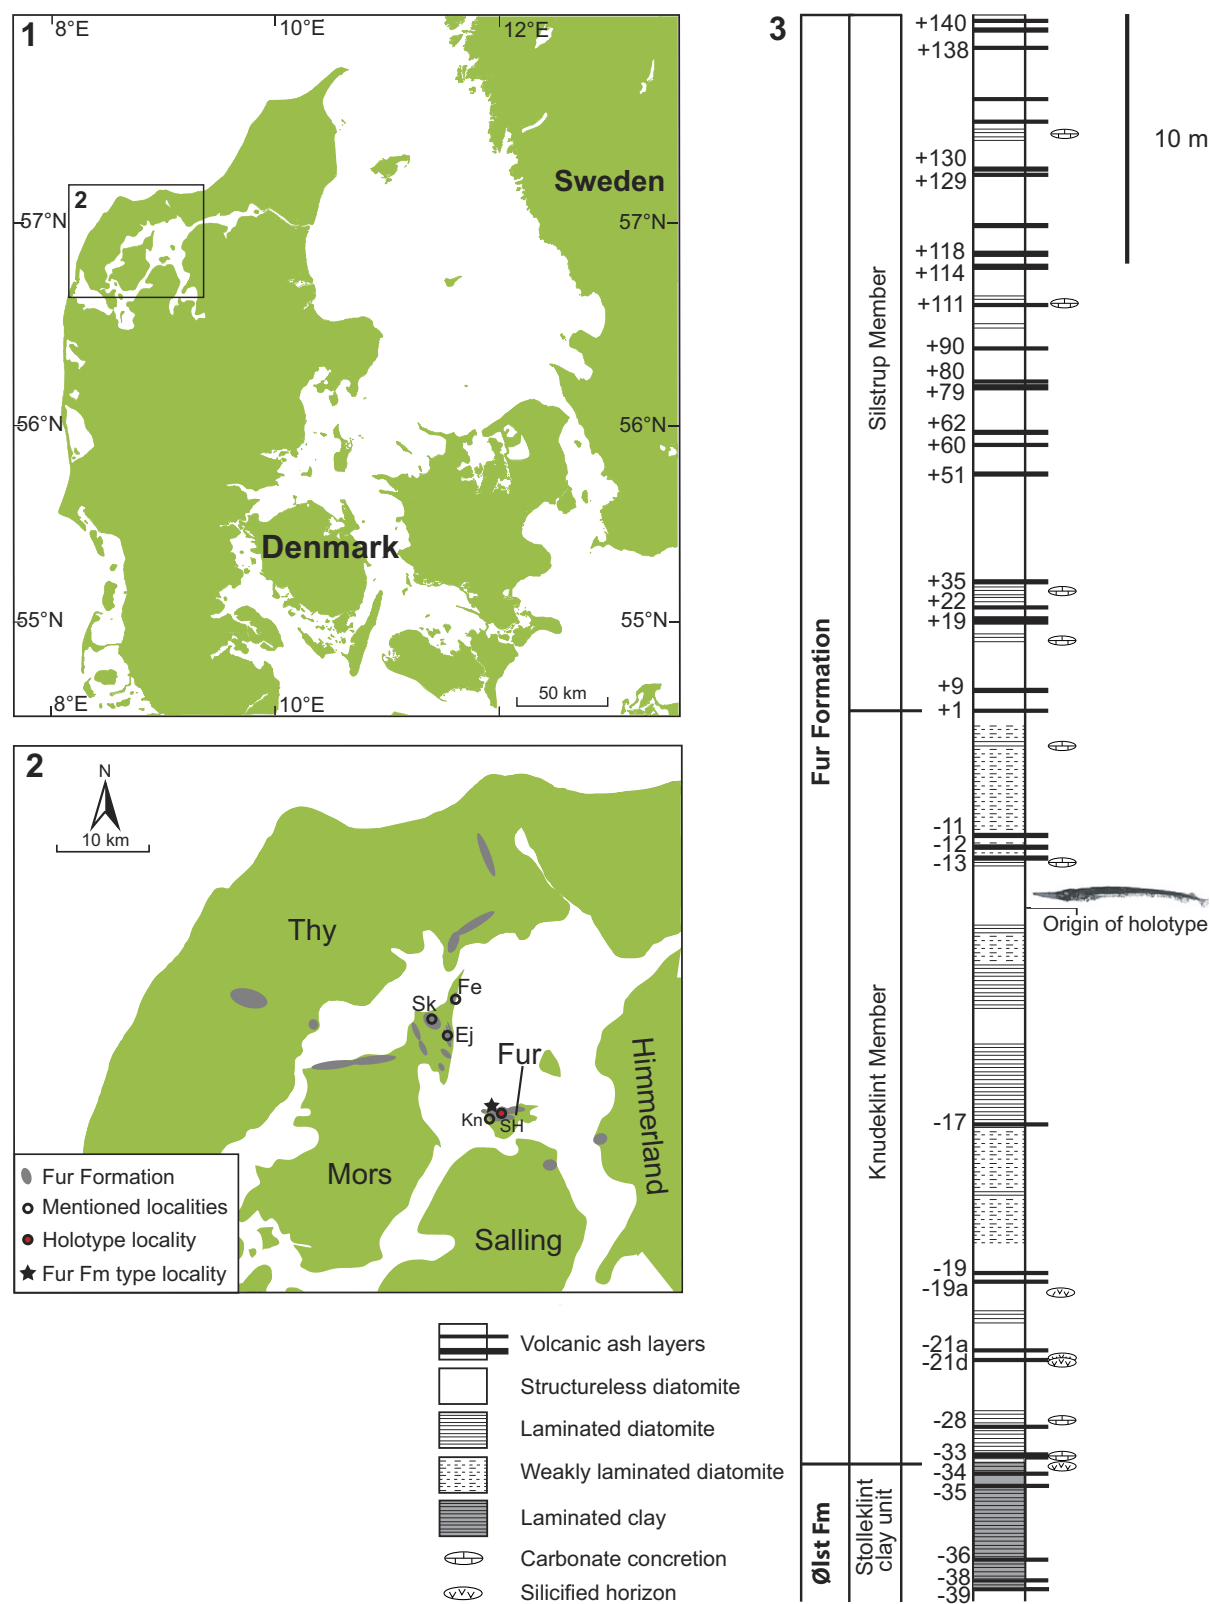 1
8°E
10°E
12°E
Sweden
2
57°N
57°N
56°N
56°N
Denmark
55°N
55°N
8°E
10°E
50 km
2
N
10 km
Thy
Fe
Sk
Ej
Fur
Kn
SH
Himmerland
Mors
Salling
Fur Formation
Mentioned localities
Holotype locality
Fur Fm type locality
Volcanic ash layers
Structureless diatomite
Laminated diatomite
Weakly laminated diatomite
Laminated clay
Carbonate concretion
Silicified horizon
3
Fur Formation
Ølst Fm
Silstrup Member
Knudeklint Member
Stolleklint
clay unit
+140
+138
+130
+129
+118
+114
+111
+90
+80
+79
+62
+60
+51
+35
+22
+19
+9
+1
-11
-12
-13
-17
-19
-19a
-21a
-21d
-28
-33
-34
-35
-36
-38
-39
10 m
Origin of holotype